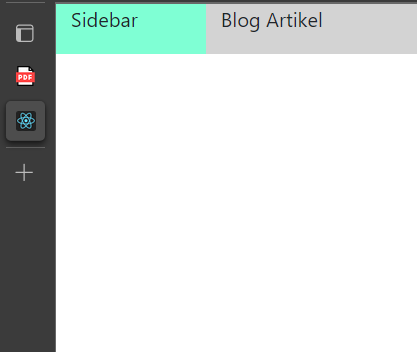 Sidebar
Blog Artikel
PDF